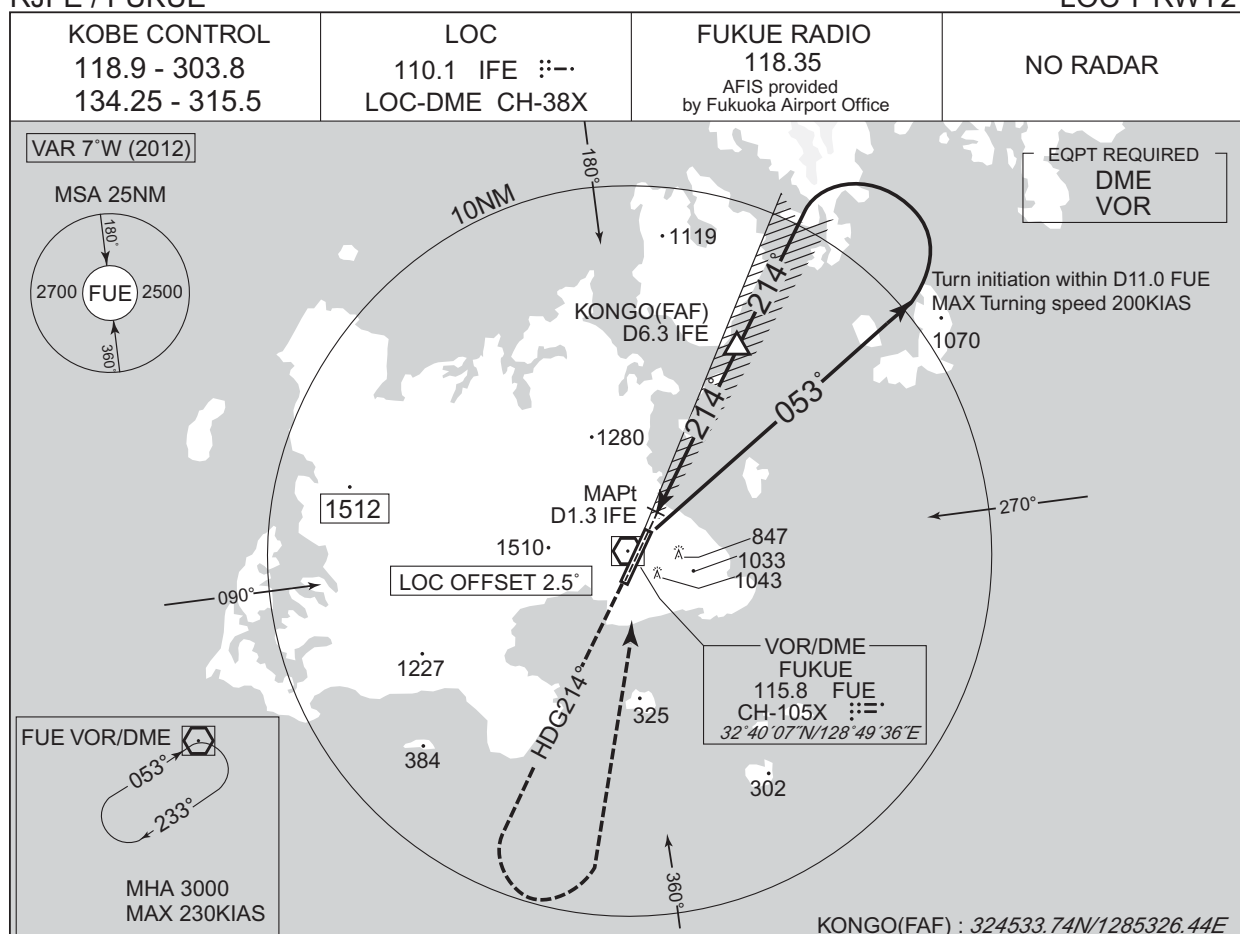 RJFE / FUKUE
KOBE CONTROL
118.9 - 303.8
134.25 - 315.5
LOC
110.1 IFE
LOC-DME CH-38X
FUKUE RADIO
118.35
AFIS provided
by Fukuoka Airport Office
NO RADAR
VAR 7°W (2012)
MSA 25NM
180°
2700
FUE
2500
360°
10NM
180°
1119
EQPT REQUIRED
DME
VOR
214°
Turn initiation within D11.0 FUE
MAX Turning speed 200KIAS
KONGO(FAF)
D6.3 IFE
1070
214°
053°
1280
1512
MAPt
D1.3 IFE
270°
1510
847
1033
1043
LOC OFFSET 2.5°
090°
VOR/DME
FUKUE
115.8 FUE
CH-105X
32°40′07″N/128°49′36″E
1227
HDG214°
325
384
302
FUE VOR/DME
053°
233°
MHA 3000
MAX 230KIAS
360°
KONGO(FAF) : 324533.74N/1285326.44E